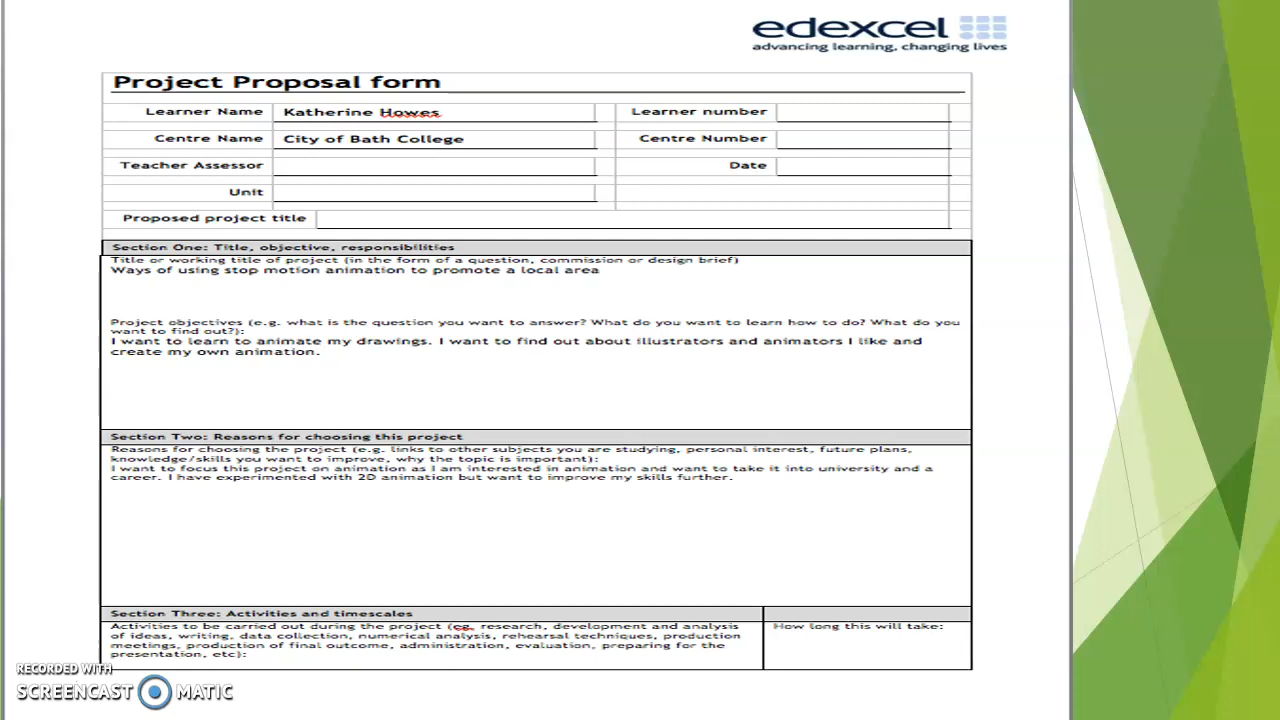 edexcel
advancing learning, changing lives
Project Proposal form
Learner Name Katherine Howes Learner number
Centre Name City of Bath College Centre Number
Teacher Assessor Date
Unit
Proposed project title
Section One: Title, objective, responsibilities
Title or working title of project (in the form of a question, commission or design brief)
Ways of using stop motion animation to promote a local area
Project objectives (e.g. what is the question you want to answer? What do you want to learn how to do? What do you
want to find out?):
I want to learn to animate my drawings. I want to find out about illustrators and animators I like and
create my own animation.
Section Two: Reasons for choosing this project
Reasons for choosing the project (e.g. links to other subjects you are studying, personal interest, future plans,
knowledge/skills you want to improve, why the topic is important):
I want to focus this project on animation as I am interested in animation and want to take it into university and a
career. I have experimented with 2D animation but want to improve my skills further.
Section Three: Activities and timescales
Activities to be carried out during the project (eg. research, development and analysis How long this will take:
of ideas, writing, data collection, numerical analysis, rehearsal techniques, production
meetings, production of final outcome, administration, evaluation, preparing for the
presentation, etc):
RECORDED WITH
SCREENCAST MATIC